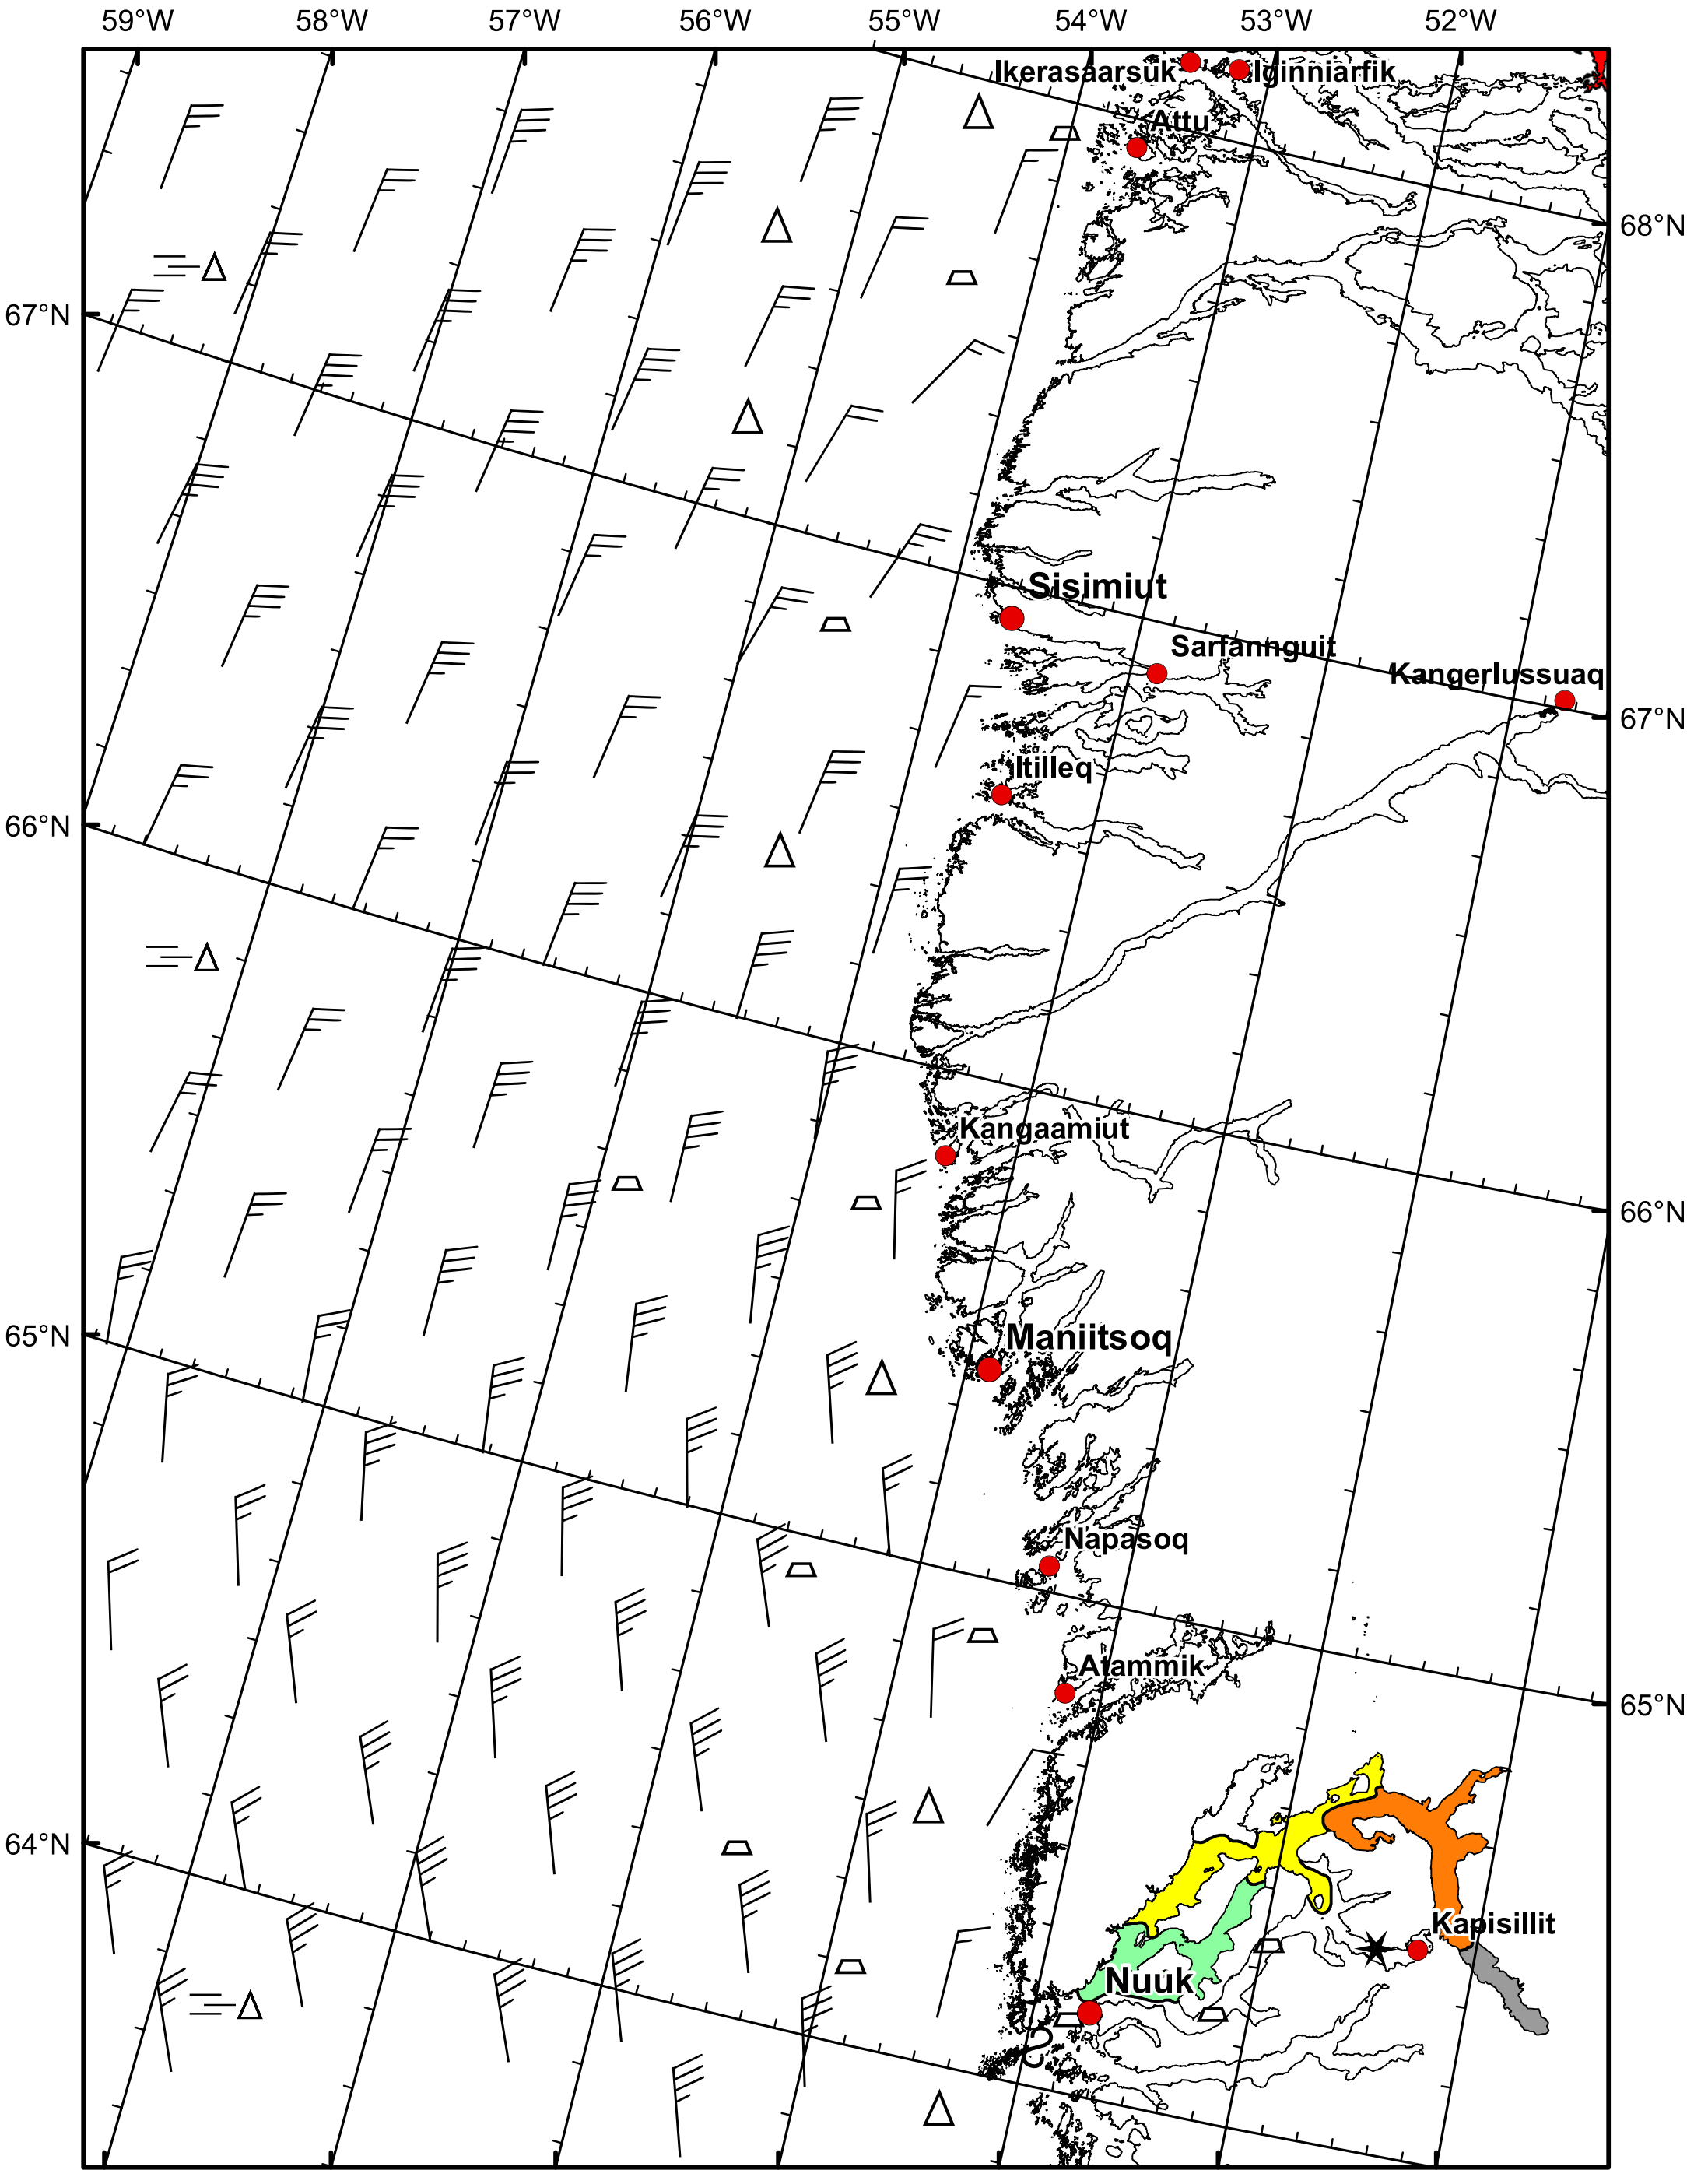 59°W 58°W 57°W 56°W 55°W 54°W 53°W 52°W
Ikerasaarsuk Iginniarfik
Attu
68°N
67°N
Sisimiut
Sarfannguit
Kangerlussuaq
67°N
Itilleq
66°N
Kangaamiut
66°N
65°N
Maniitsoq
Napasoq
Atammik
65°N
64°N
Kapisillit
Nuuk